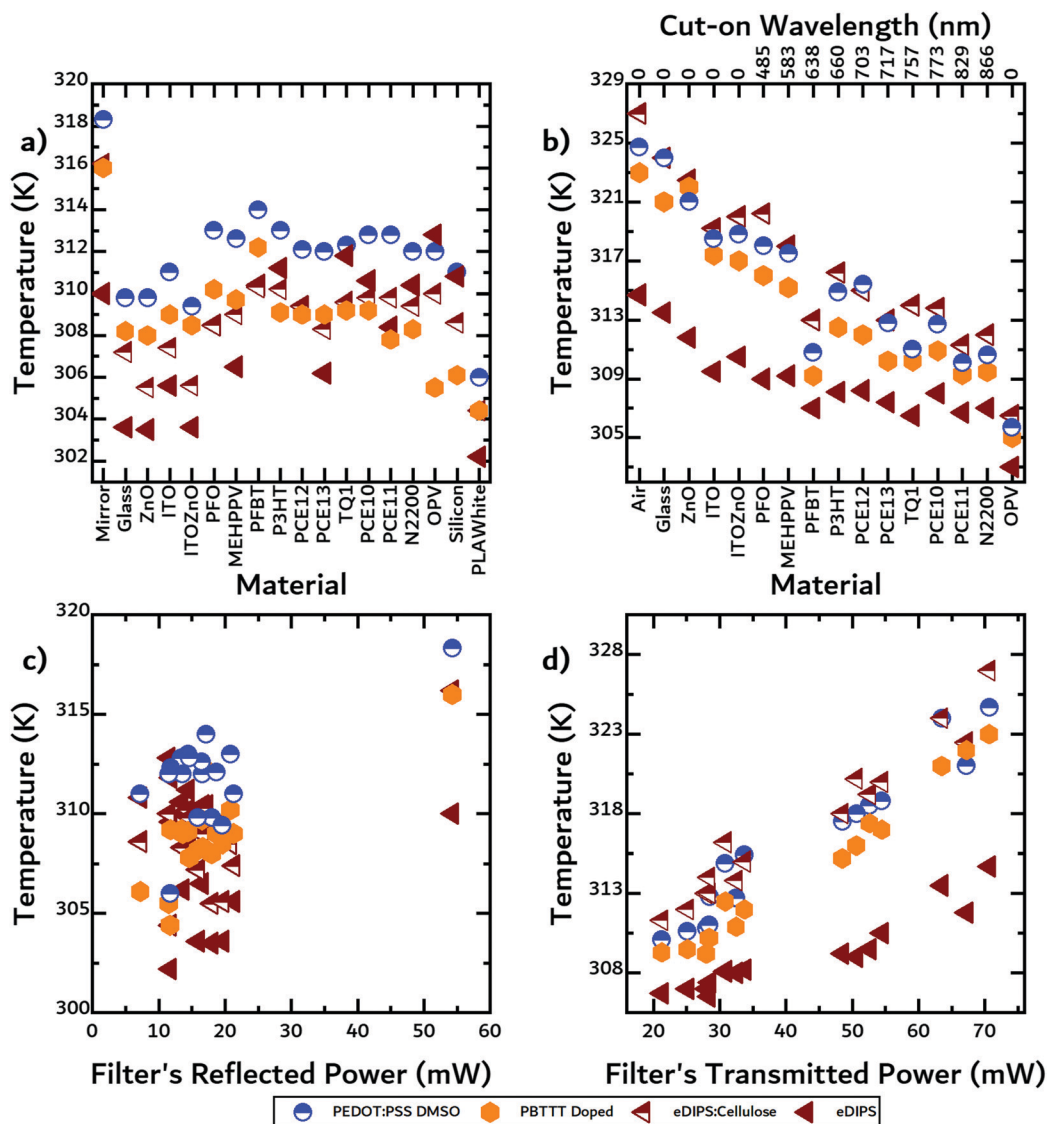 Cut-on Wavelength (nm)
0 0 0 0 0 485 583 638 660 703 717 757 773 829 866 0
a)
Temperature (K)
320
318
316
314
312
310
308
306
304
302
Mirror Glass ZnO ITO ITOZnO PFO MEHPPV PFBT P3HT PCE12 PCE13 TQ1 PCE10 PCE11 N2200 OPV Silicon PLAWhite
Material
b)
Temperature (K)
329
325
321
317
313
309
305
Air Glass ZnO ITO ITOZnO PFO MEHPPV PFBT P3HT PCE12 PCE13 TQ1 PCE10 PCE11 N2200 OPV
Material
c)
Temperature (K)
320
315
310
305
300
0 10 20 30 40 50 60
Filter's Reflected Power (mW)
d)
Temperature (K)
328
323
318
313
308
20 30 40 50 60 70
Filter's Transmitted Power (mW)
PEDOT:PSS DMSO PBTTT Doped eDIPS:Cellulose eDIPS